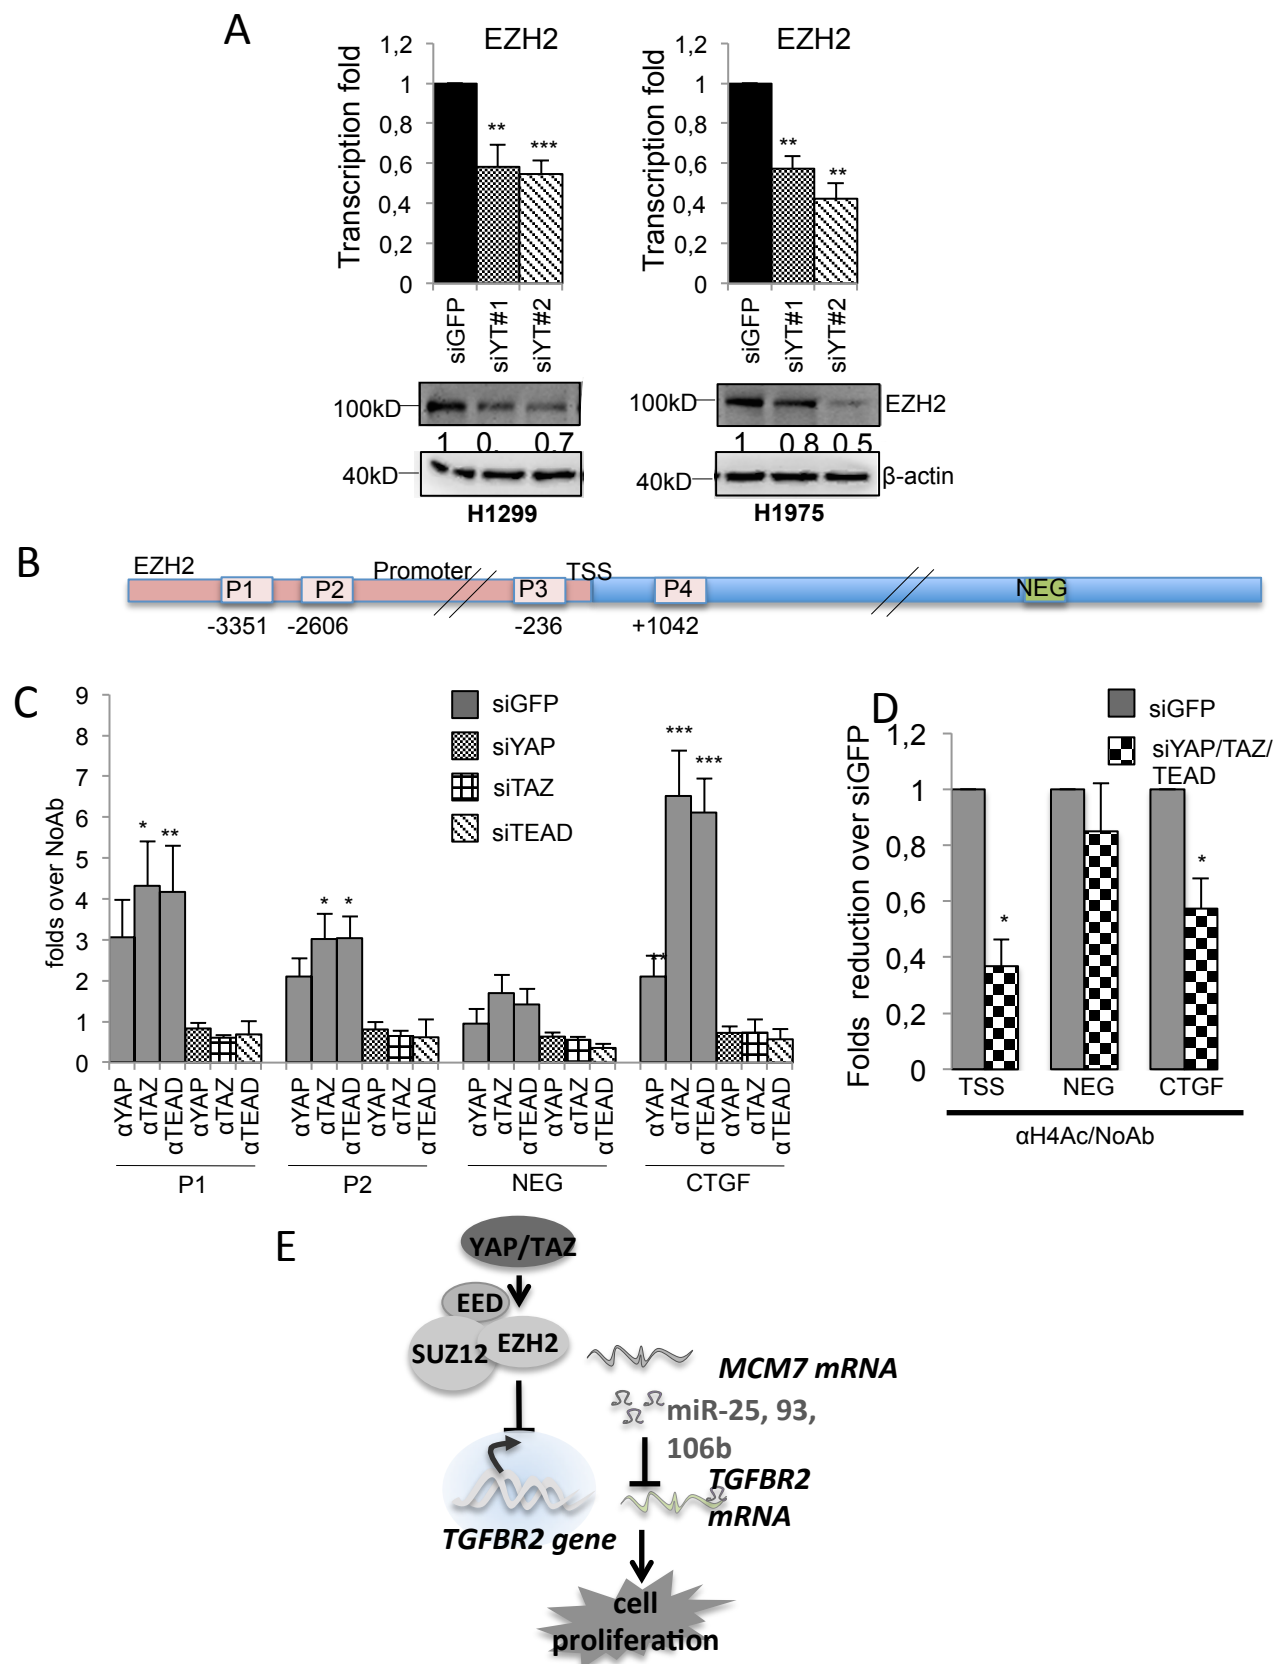 A
EZH2
Transcription fold
1,2
1
0,8
0,6
0,4
0,2
0
**
***
siGFP
siYT#1
siYT#2
100kD
1 0. 0.7
40kD
H1299
EZH2
Transcription fold
1,2
1
0,8
0,6
0,4
0,2
0
**
**
siGFP
siYT#1
siYT#2
100kD
EZH2
1 0.8 0.5
40kD
β-actin
H1975
B
EZH2
Promoter
TSS
P1
P2
P3
P4
NEG
-3351
-2606
-236
+1042
C
folds over NoAb
9
8
7
6
5
4
3
2
1
0
siGFP
siYAP
siTAZ
siTEAD
*
**
*
*
**
***
***
αYAP
αTAZ
αTEAD
αYAP
αTAZ
αTEAD
αYAP
αTAZ
αTEAD
αYAP
αTAZ
αTEAD
αYAP
αTAZ
αTEAD
αYAP
αTAZ
αTEAD
αYAP
αTAZ
αTEAD
αYAP
αTAZ
αTEAD
P1
P2
NEG
CTGF
D
Folds reduction over siGFP
1,2
1
0,8
0,6
0,4
0,2
0
siGFP
siYAP/TAZ/
TEAD
*
*
TSS
NEG
CTGF
αH4Ac/NoAb
E
YAP/TAZ
EED
SUZ12
EZH2
MCM7 mRNA
miR-25, 93,
106b
TGFBR2
mRNA
TGFBR2 gene
cell
proliferation